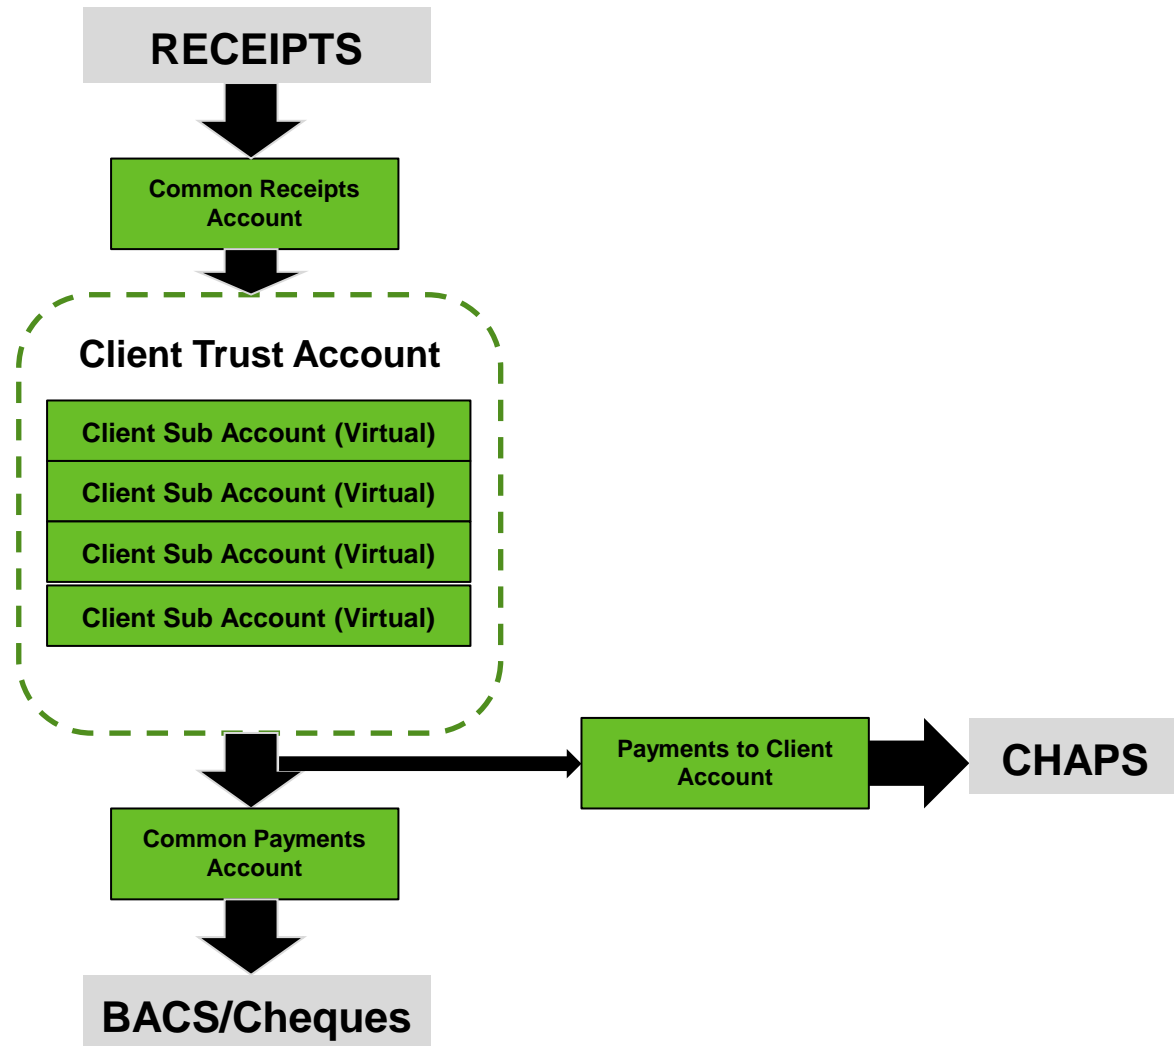 RECEIPTS
Common Receipts
Account
Client Trust Account
Client Sub Account (Virtual)
Client Sub Account (Virtual)
Client Sub Account (Virtual)
Client Sub Account (Virtual)
Payments to Client
Account
CHAPS
Common Payments
Account
BACS/Cheques